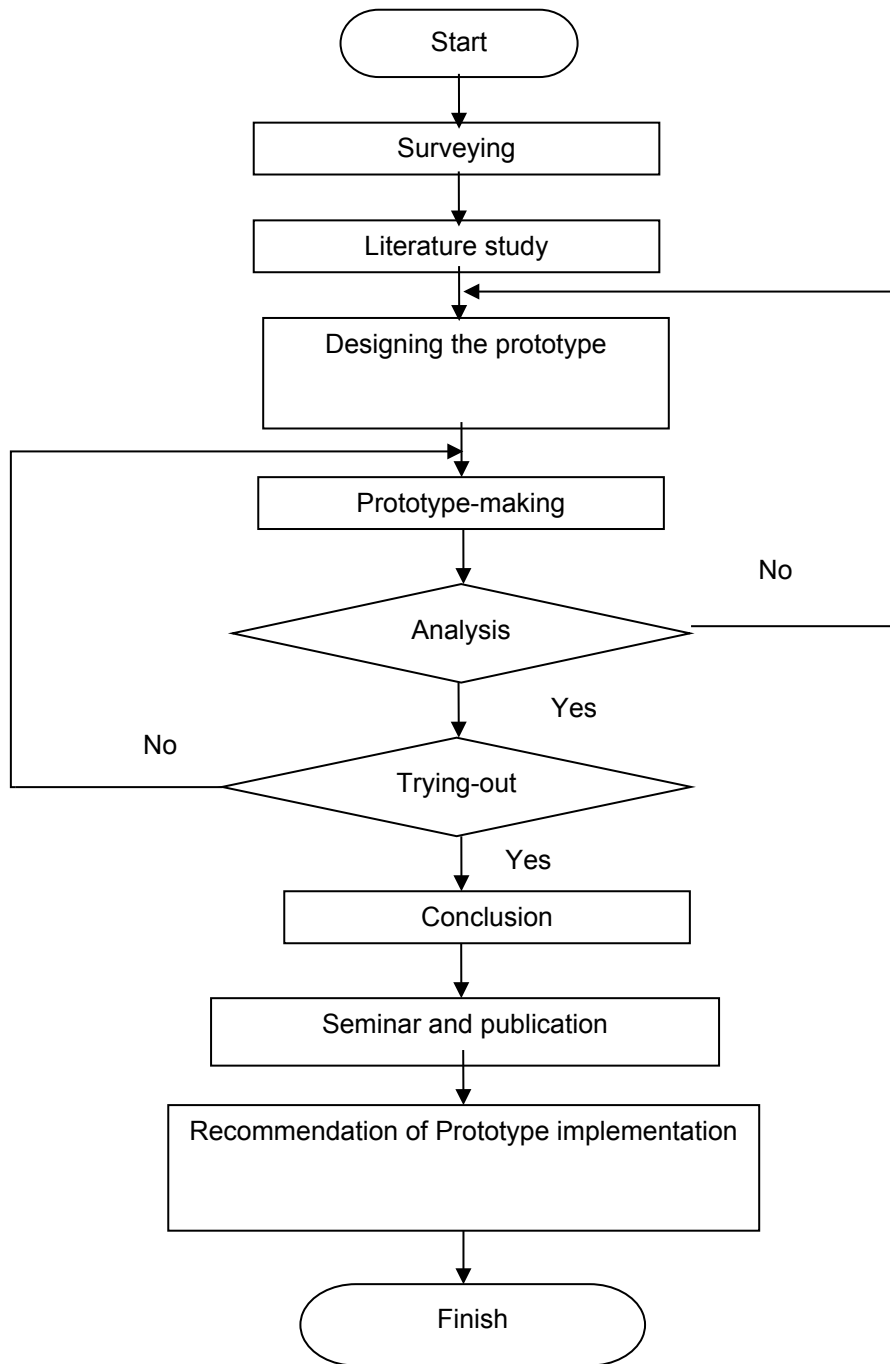 Start
Surveying
Literature study
Designing the prototype
Prototype-making
No
Analysis
Yes
No
Trying-out
Yes
Conclusion
Seminar and publication
Recommendation of Prototype implementation
Finish